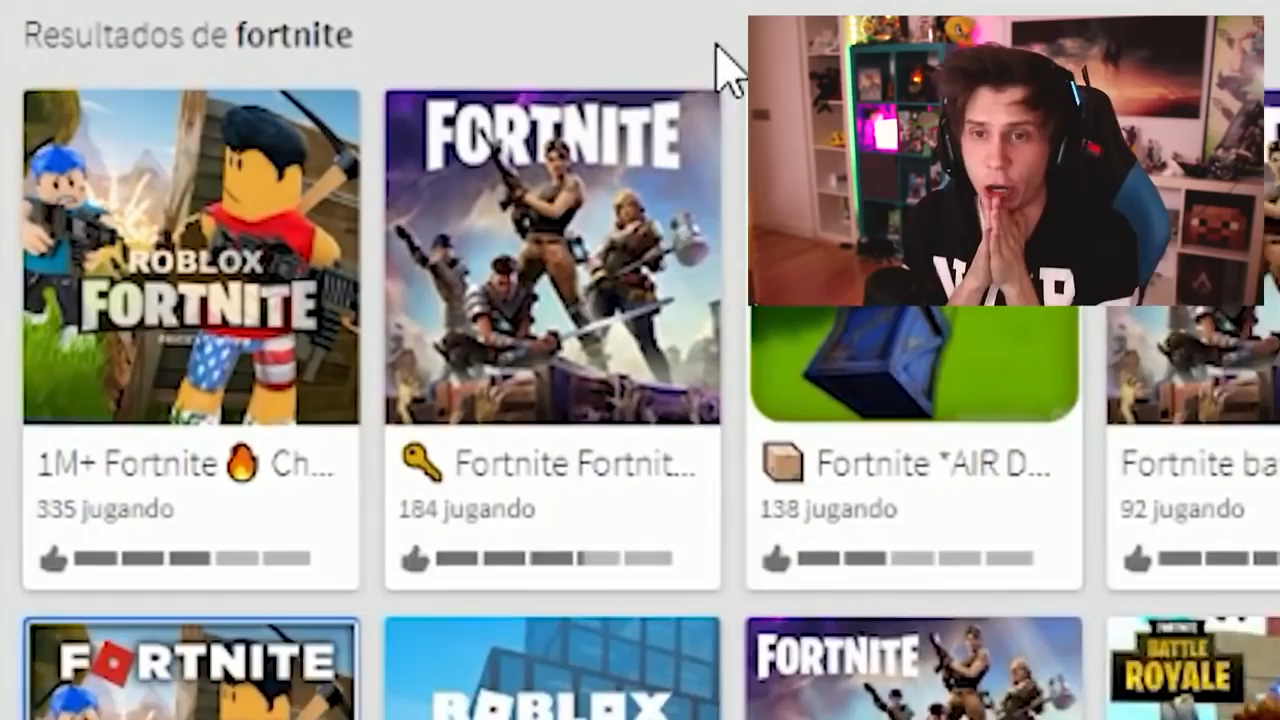 Resultados de fortnite
ROBLOX
FORTNITE
FORTNITE
1M+ Fortnite 🔥 Ch...
335 jugando
🔑 Fortnite Fortnit...
184 jugando
📦 Fortnite *AIR D...
138 jugando
Fortnite ba
92 jugando
FORTNITE
ROBLOX
FORTNITE
FORTNITE
BATTLE
ROYALE